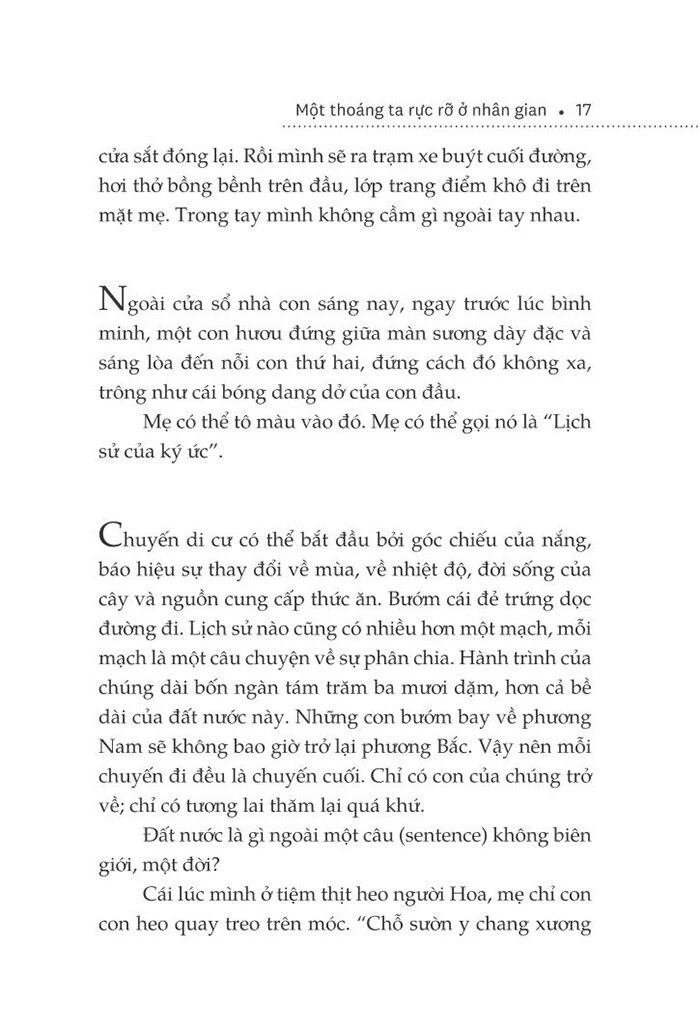 Một thoáng ta rực rỡ ở nhân gian • 17
cửa sắt đóng lại. Rồi mình sẽ ra trạm xe buýt cuối đường,
hơi thở bồng bềnh trên đầu, lớp trang điểm khô đi trên
mặt mẹ. Trong tay mình không cầm gì ngoài tay nhau.
Ngoài cửa sổ nhà con sáng nay, ngay trước lúc bình
minh, một con hươu đứng giữa màn sương dày đặc và
sáng lòa đến nỗi con thứ hai, đứng cách đó không xa,
trông như cái bóng dang dở của con đầu.
Mẹ có thể tô màu vào đó. Mẹ có thể gọi nó là “Lịch
sử của ký ức”.
Chuyến di cư có thể bắt đầu bởi góc chiếu của nắng,
báo hiệu sự thay đổi về mùa, về nhiệt độ, đời sống của
cây và nguồn cung cấp thức ăn. Bướm cái đẻ trứng dọc
đường đi. Lịch sử nào cũng có nhiều hơn một mạch, mỗi
mạch là một câu chuyện về sự phân chia. Hành trình của
chúng dài bốn ngàn tám trăm ba mươi dặm, hơn cả bề
dài của đất nước này. Những con bướm bay về phương
Nam sẽ không bao giờ trở lại phương Bắc. Vậy nên mỗi
chuyến đi đều là chuyến cuối. Chỉ có con của chúng trở
về; chỉ có tương lai thăm lại quá khứ.
Đất nước là gì ngoài một câu (sentence) không biên
giới, một đời?
Cái lúc mình ở tiệm thịt heo người Hoa, mẹ chỉ con
con heo quay treo trên móc. “Chỗ sườn y chang xương